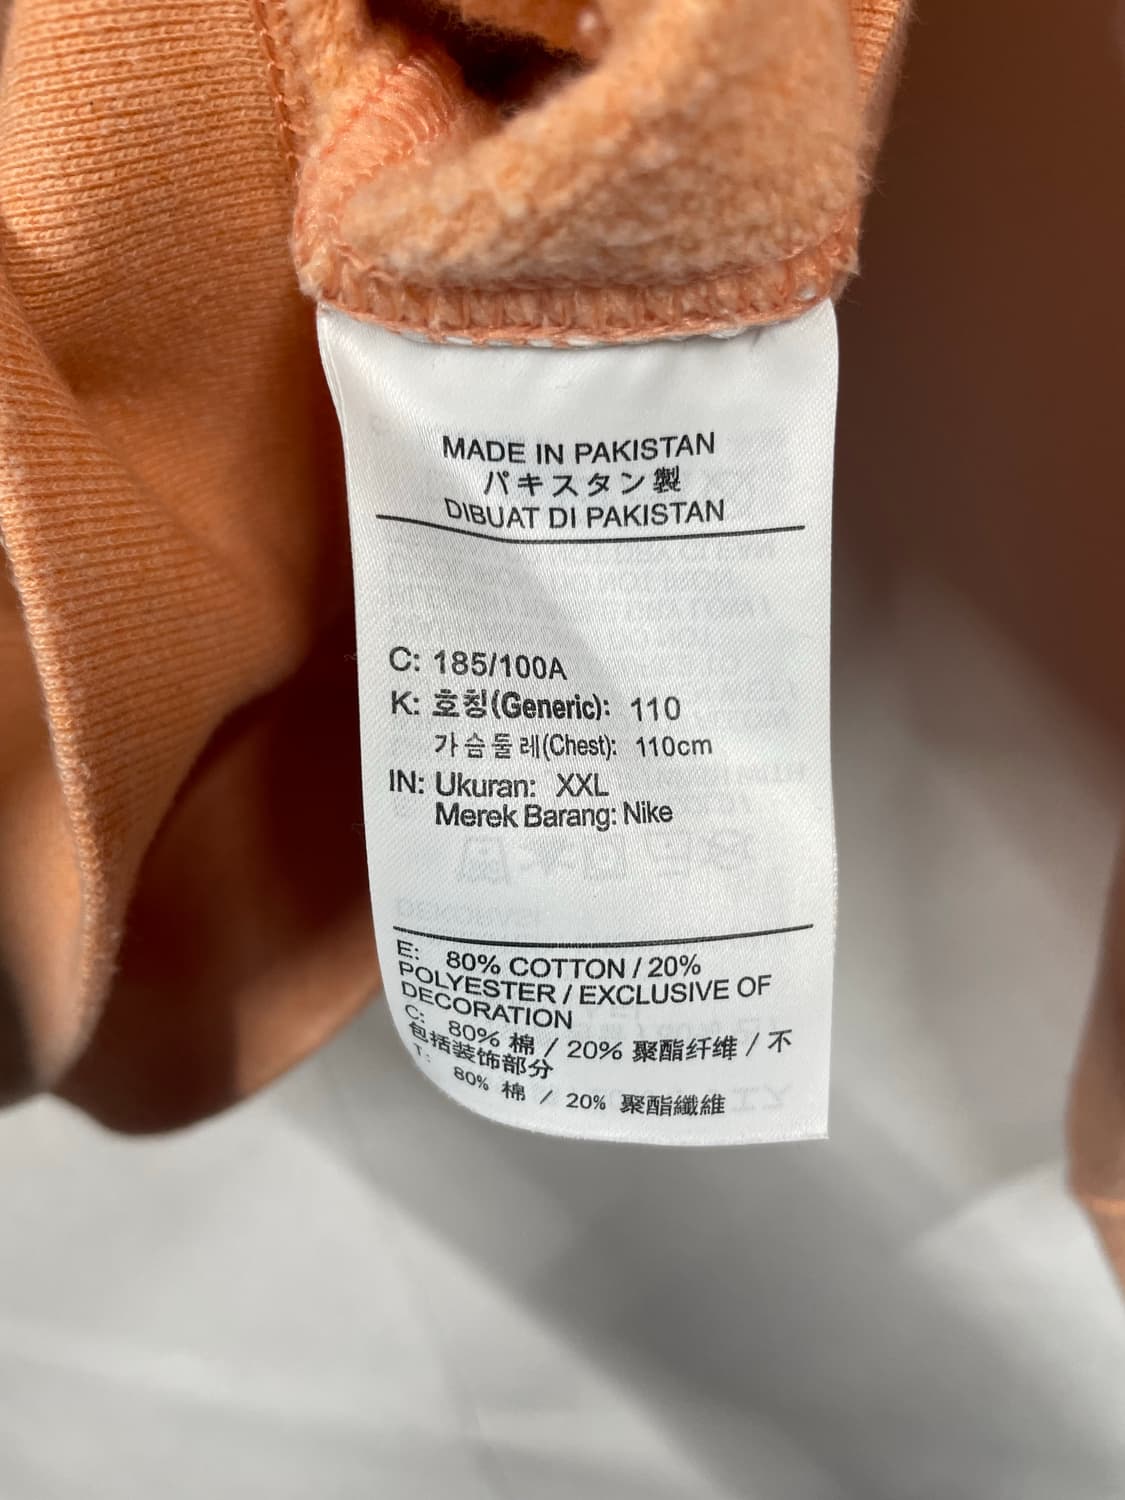 MADE IN PAKISTAN
パキスタン製
DIBUAT DI PAKISTAN
C: 185/100A
K: 호칭(Generic): 110
가슴둘레(Chest): 110cm
IN: Ukuran: XXL
Merek Barang: Nike
E: 80% COTTON / 20%
POLYESTER / EXCLUSIVE OF
DECORATION
C: 80% 棉 / 20% 聚酯纤维 / 不
包括装饰部分
T: 80% 棉 / 20% 聚酯纖維